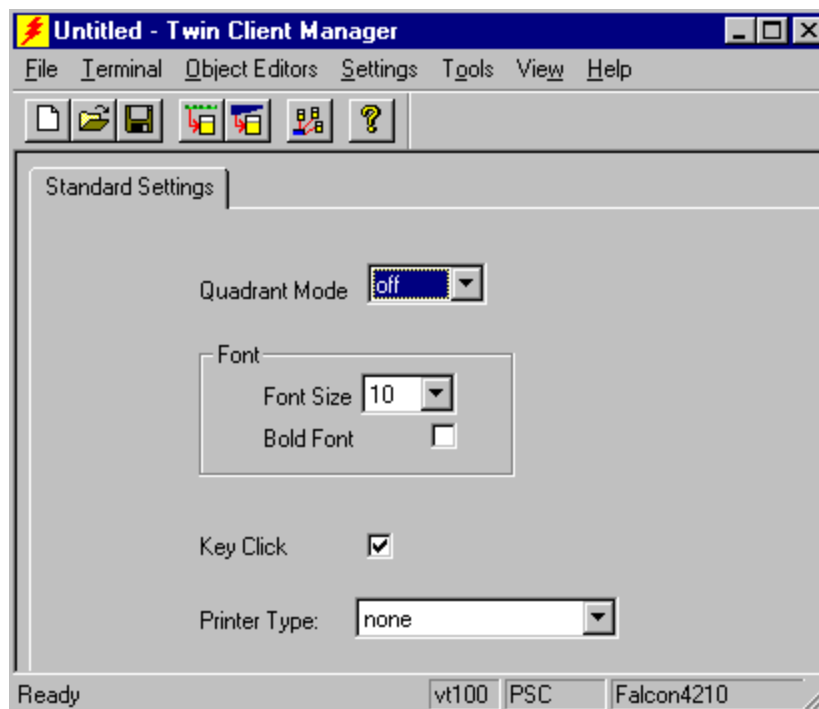 Untitled - Twin Client Manager
File Terminal Object Editors Settings Tools View Help
Standard Settings
Quadrant Mode off
Font
Font Size 10
Bold Font
Key Click
Printer Type: none
Ready vt100 PSC Falcon4210